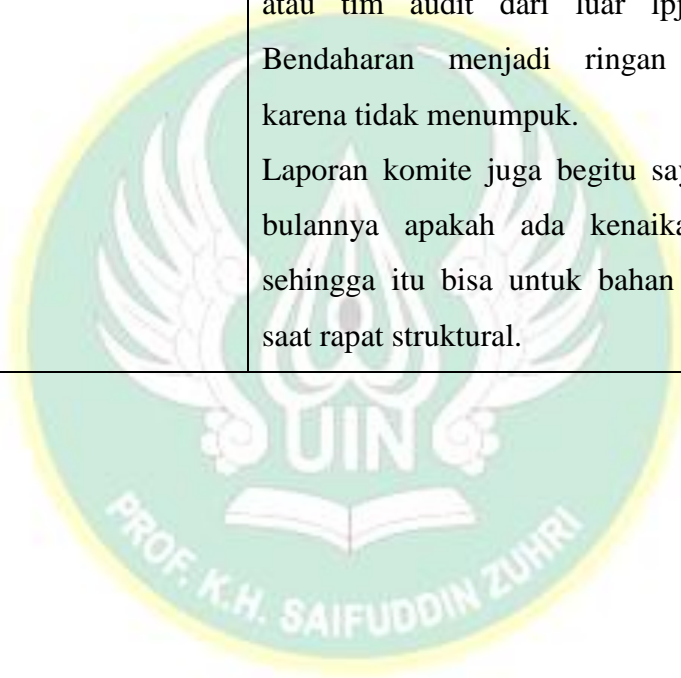 atau tim audit dari luar
Bendaharan menjadi ringan
karena tidak menumpuk.
Laporan komite juga begitu
bulannya apakah ada
sehingga itu bisa untuk bahan
saat rapat struktural.
UIN
PROF. K.H. SAIFUDDIN ZUHRI